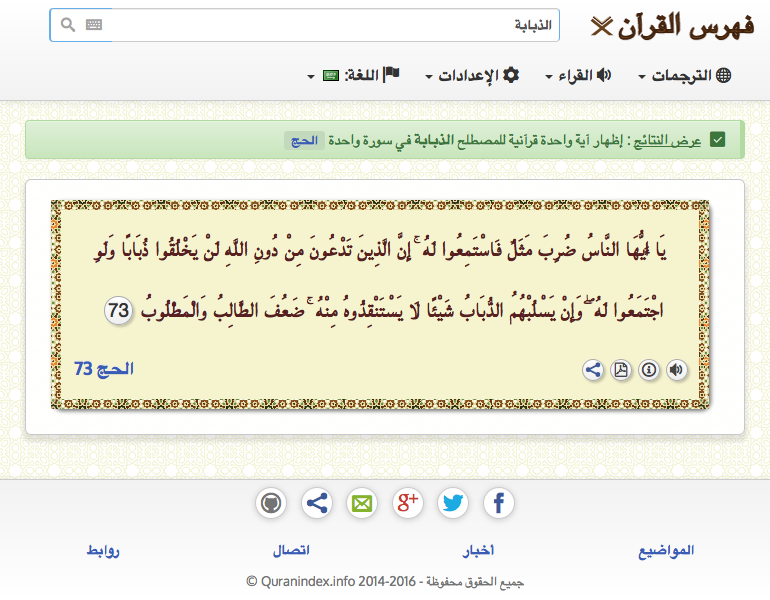 فهرس القرآن
الذبابة
الترجمات
القراء
الإعدادات
اللغة:
عرض النتائج : إظهار آية واحدة قرآنية للمصطلح الذبابة في سورة واحدة الحج
يَا أَيُّهَا النَّاسُ ضُرِبَ مَثَلٌ فَاسْتَمِعُوا لَهُ ۚ إِنَّ الَّذِينَ تَدْعُونَ مِنْ دُونِ اللَّهِ لَنْ يَخْلُقُوا ذُبَابًا وَلَوِ
اجْتَمَعُوا لَهُ ۖ وَإِنْ يَسْلُبْهُمُ الذُّبَابُ شَيْئًا لَا يَسْتَنْقِذُوهُ مِنْهُ ۚ ضَعُفَ الطَّالِبُ وَالْمَطْلُوبُ 73
الحج 73
g+
المواضيع
أخبار
اتصال
روابط
جميع الحقوق محفوظة - Quranindex.info 2014-2016 ©